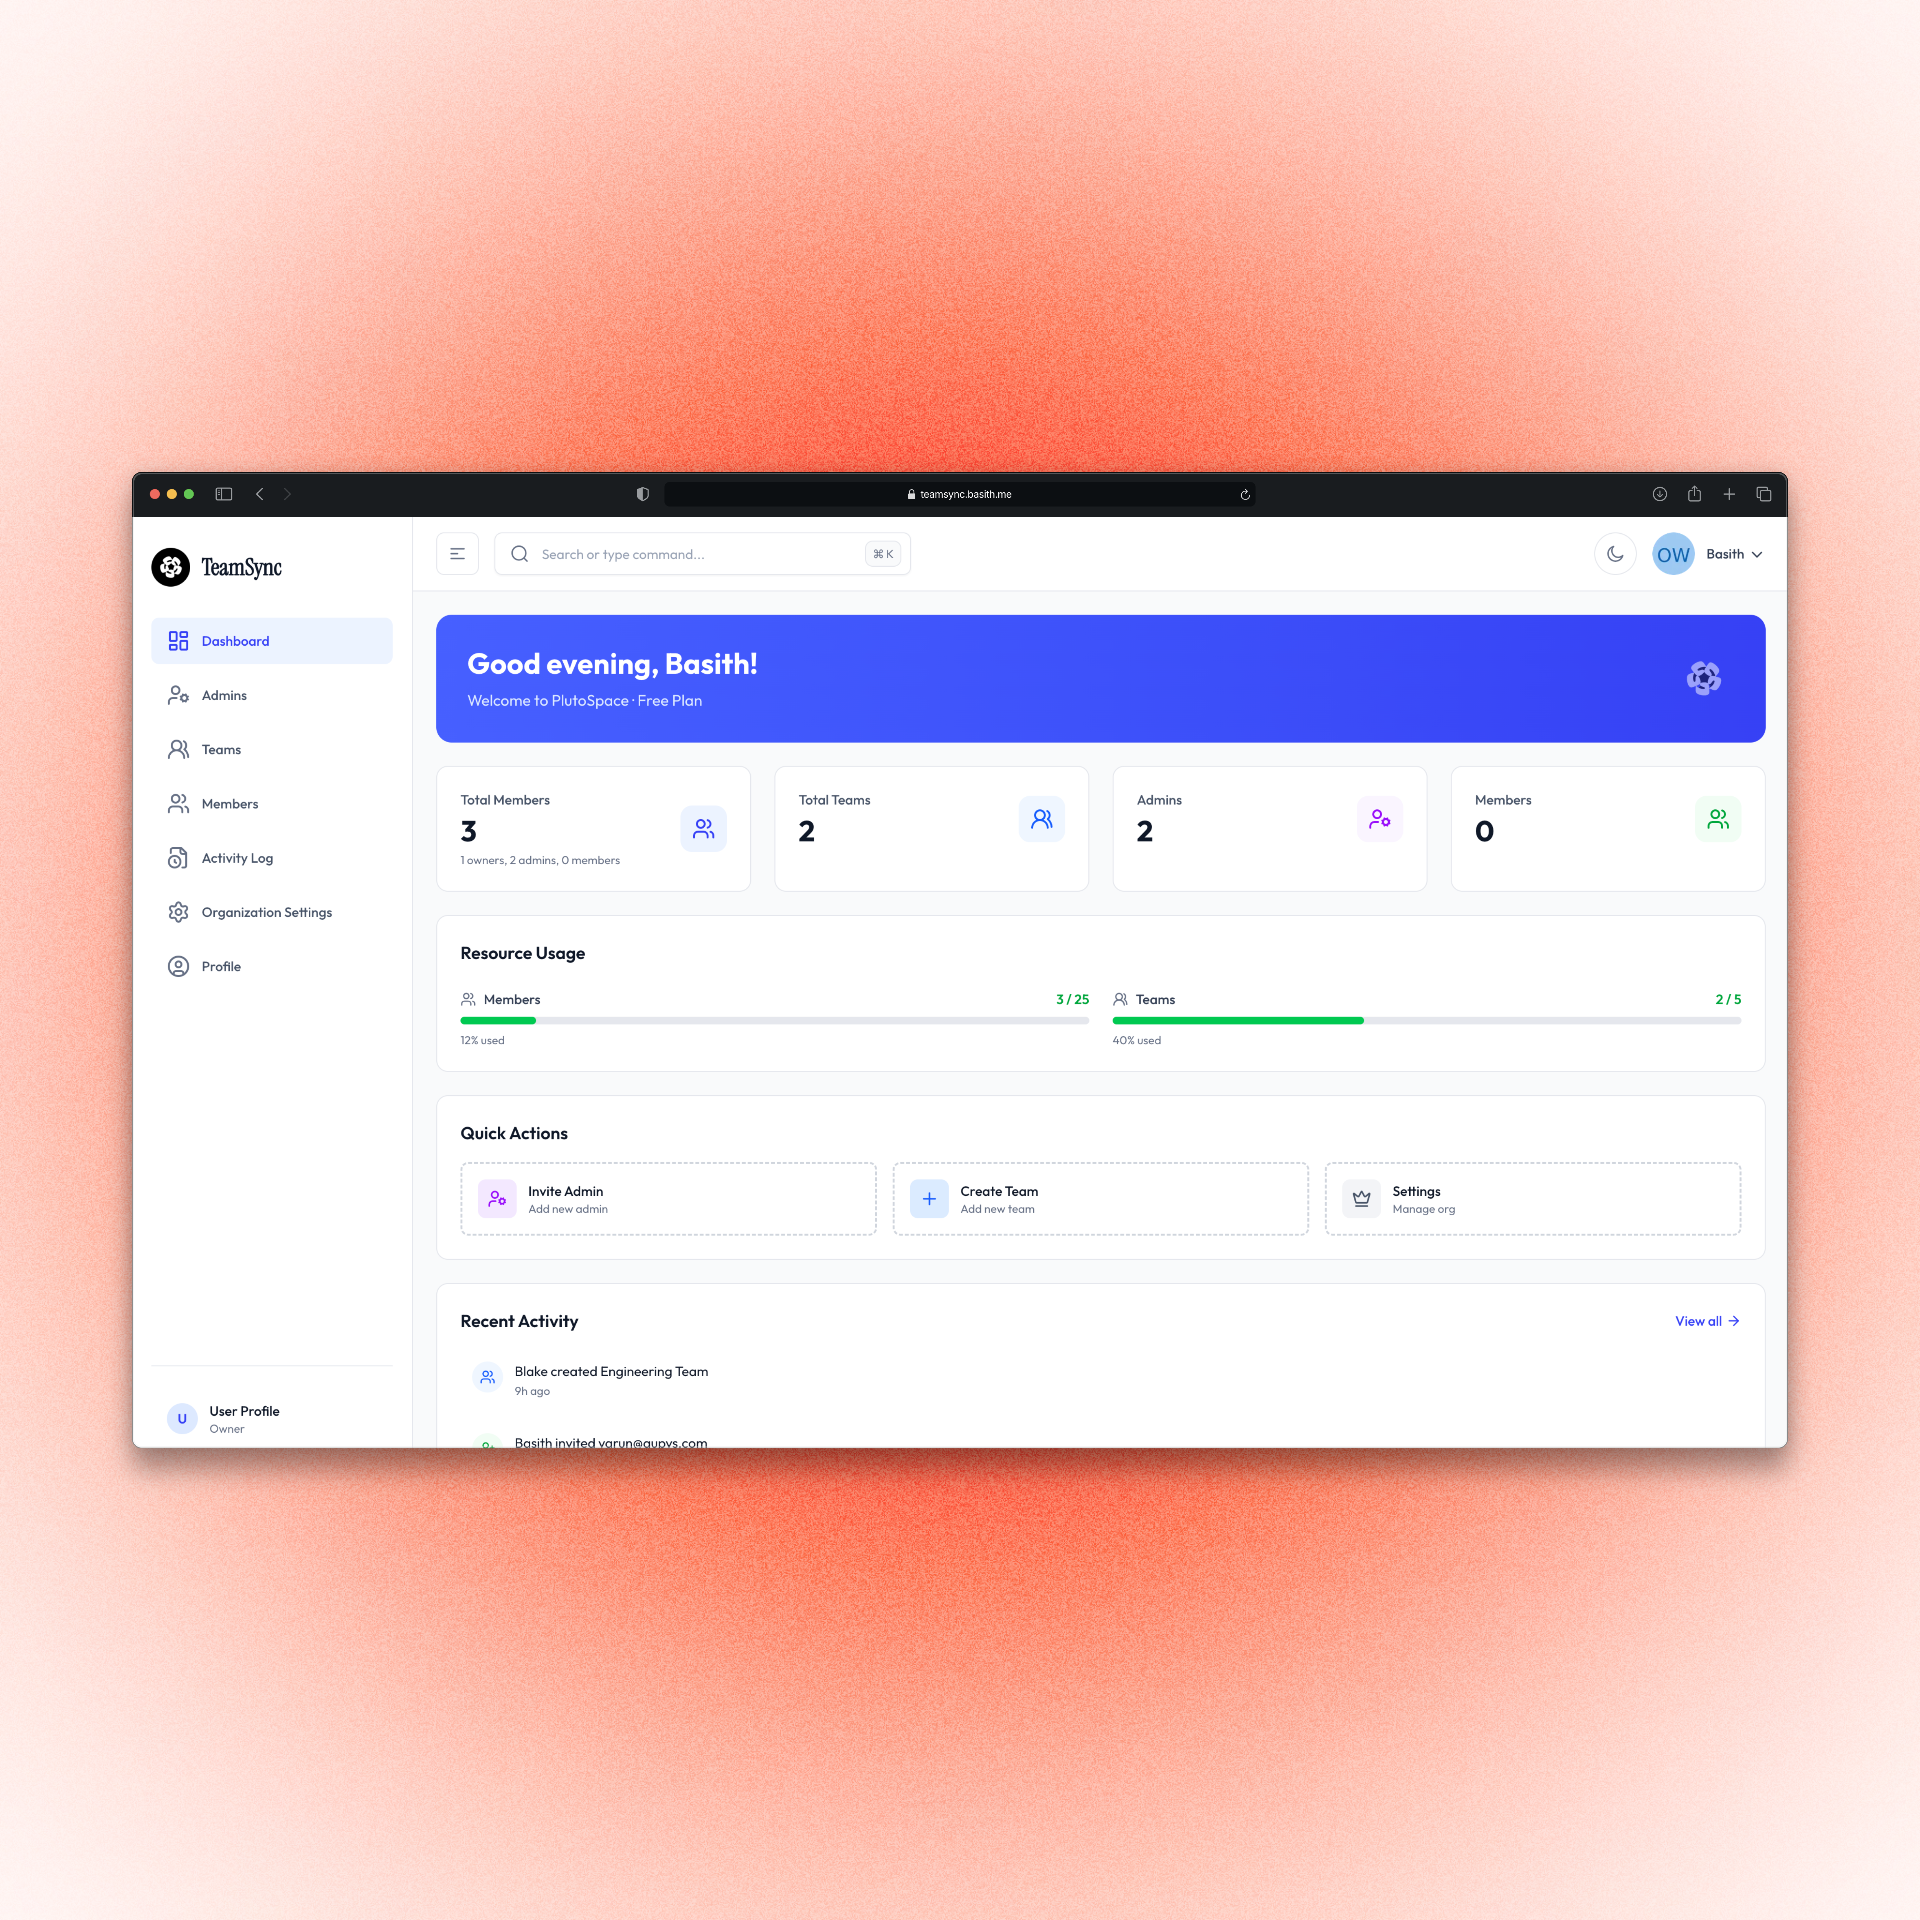 teamsync.basith.me
TeamSync
Dashboard
Admins
Teams
Members
Activity Log
Organization Settings
Profile
User Profile
U
Owner
Search or type command...
⌘ K
OW
Basith
Good evening, Basith!
Welcome to PlutoSpace · Free Plan
Total Members
3
1 owners, 2 admins, 0 members
Total Teams
2
Admins
2
Members
0
Resource Usage
Members
3 / 25
12% used
Teams
2 / 5
40% used
Quick Actions
Invite Admin
Add new admin
Create Team
Add new team
Settings
Manage org
Recent Activity
View all →
Blake created Engineering Team
9h ago
Basith invited